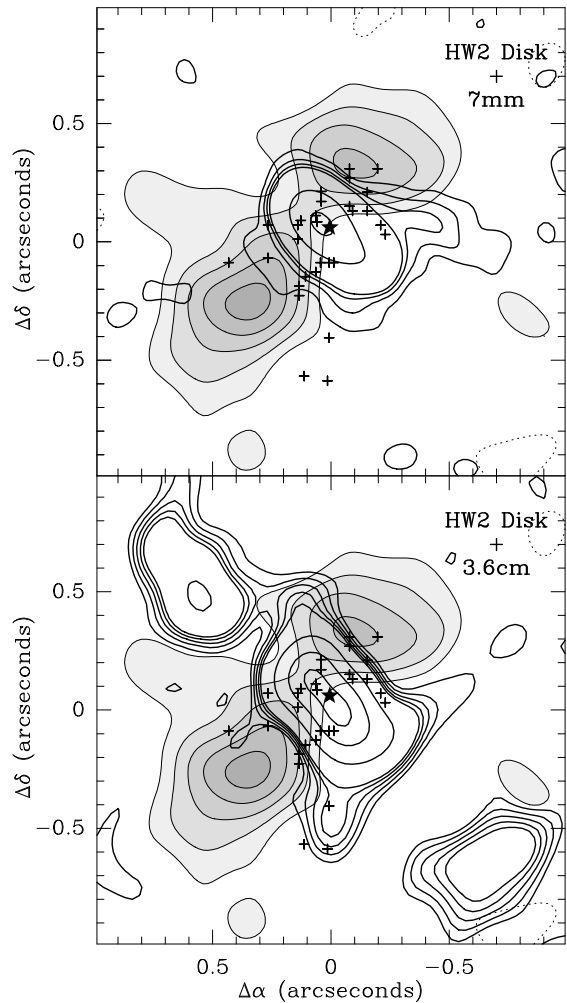 HW2 Disk
+
7mm
0.5
0
−0.5
Δδ (arcseconds)
HW2 Disk
+
3.6cm
0.5
0
−0.5
Δδ (arcseconds)
0.5 0 −0.5
Δα (arcseconds)